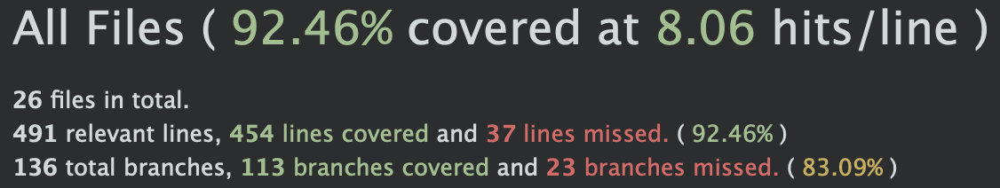 All Files ( 92.46% covered at 8.06 hits/line )
26 files in total.
491 relevant lines, 454 lines covered and 37 lines missed. ( 92.46% )
136 total branches, 113 branches covered and 23 branches missed. ( 83.09% )